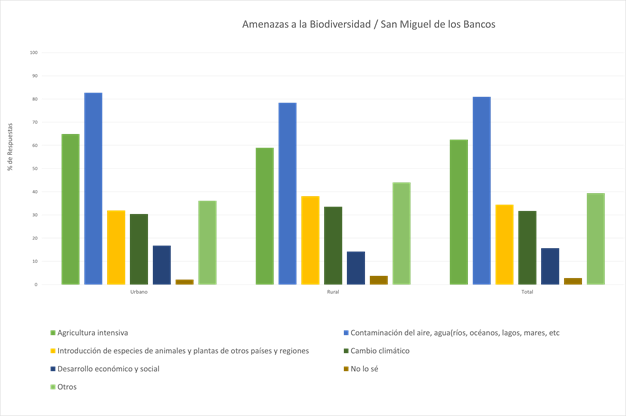 Amenazas a la Biodiversidad / San Miguel de los Bancos
% de Respuestas
100
90
80
70
60
50
40
30
20
10
0
Urbano Rural Total
Agricultura intensiva Contaminación del aire, agua(ríos, océanos, lagos, mares, etc
Introducción de especies de animales y plantas de otros países y regiones Cambio climático
Desarrollo económico y social No lo sé
Otros